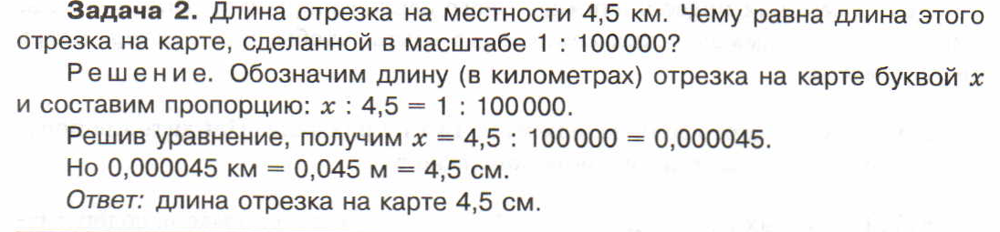 Задача 2. Длина отрезка на местности 4,5 км. Чему равна длина этого
отрезка на карте, сделанной в масштабе 1 : 100 000?
Решение. Обозначим длину (в километрах) отрезка на карте буквой x
и составим пропорцию: x : 4,5 = 1 : 100 000.
Решив уравнение, получим x = 4,5 : 100 000 = 0,000045.
Но 0,000045 км = 0,045 м = 4,5 см.
Ответ: длина отрезка на карте 4,5 см.